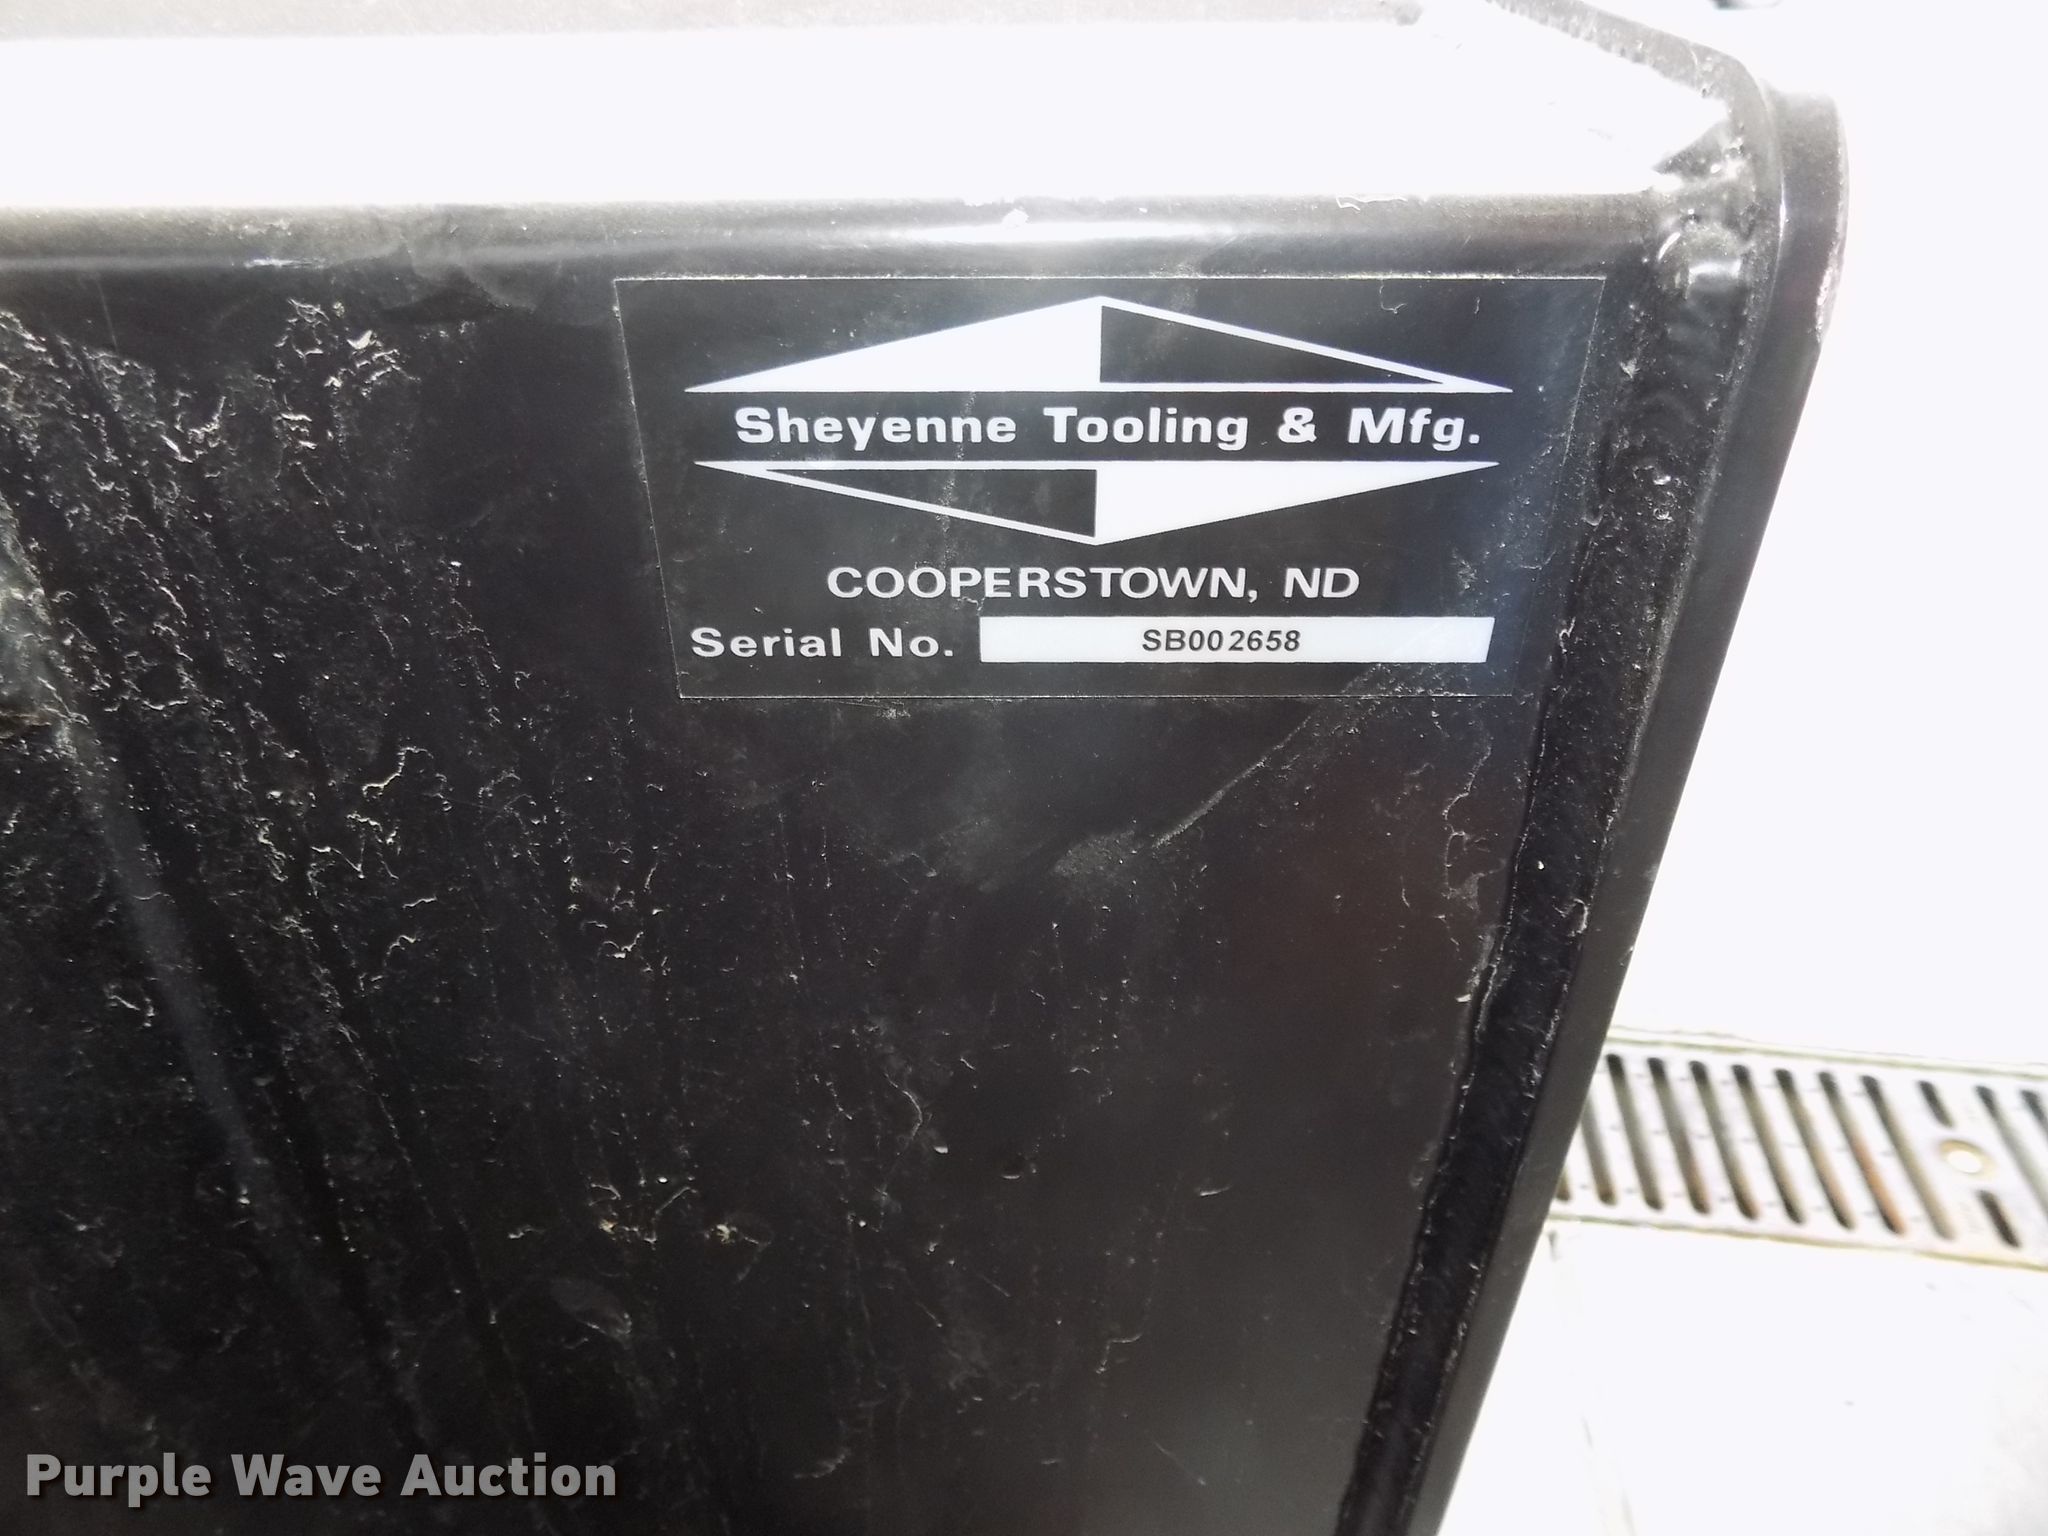 Sheyenne Tooling & Mfg.
COOPERSTOWN, ND
Serial No. SB002658
Purple Wave Auction